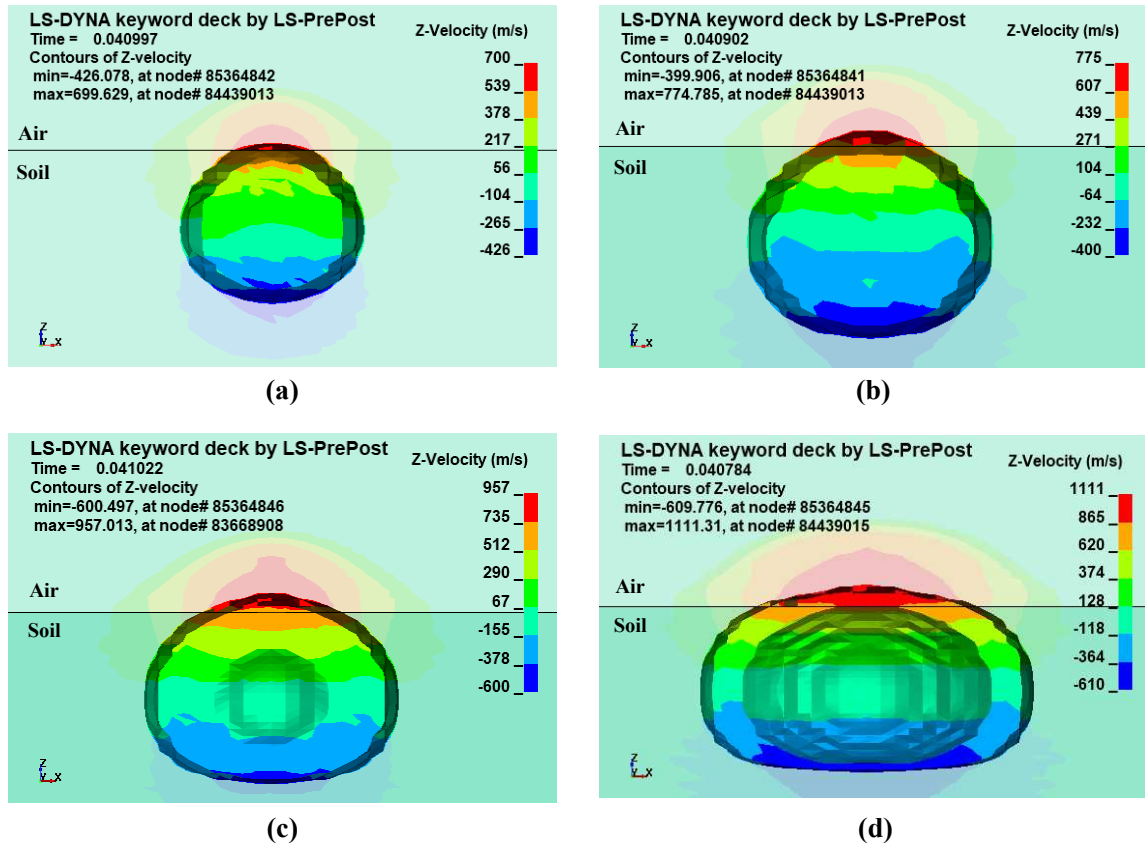 LS-DYNA keyword deck by LS-PrePost
Time = 0.040997
Contours of Z-velocity
min=-426.078, at node# 85364842
max=699.629, at node# 84439013
Z-Velocity (m/s)
700
539
378
217
56
-104
-265
-426
Air
Soil
Z
Y X
(a)
LS-DYNA keyword deck by LS-PrePost
Time = 0.040902
Contours of Z-velocity
min=-399.906, at node# 85364841
max=774.785, at node# 84439013
Z-Velocity (m/s)
775
607
439
271
104
-64
-232
-400
Air
Soil
Z
Y X
(b)
LS-DYNA keyword deck by LS-PrePost
Time = 0.041022
Contours of Z-velocity
min=-600.497, at node# 85364846
max=957.013, at node# 83668908
Z-Velocity (m/s)
957
735
512
290
67
-155
-378
-600
Air
Soil
Z
Y X
(c)
LS-DYNA keyword deck by LS-PrePost
Time = 0.040784
Contours of Z-velocity
min=-609.776, at node# 85364845
max=1111.31, at node# 84439015
Z-Velocity (m/s)
1111
865
620
374
128
-118
-364
-610
Air
Soil
Z
Y X
(d)